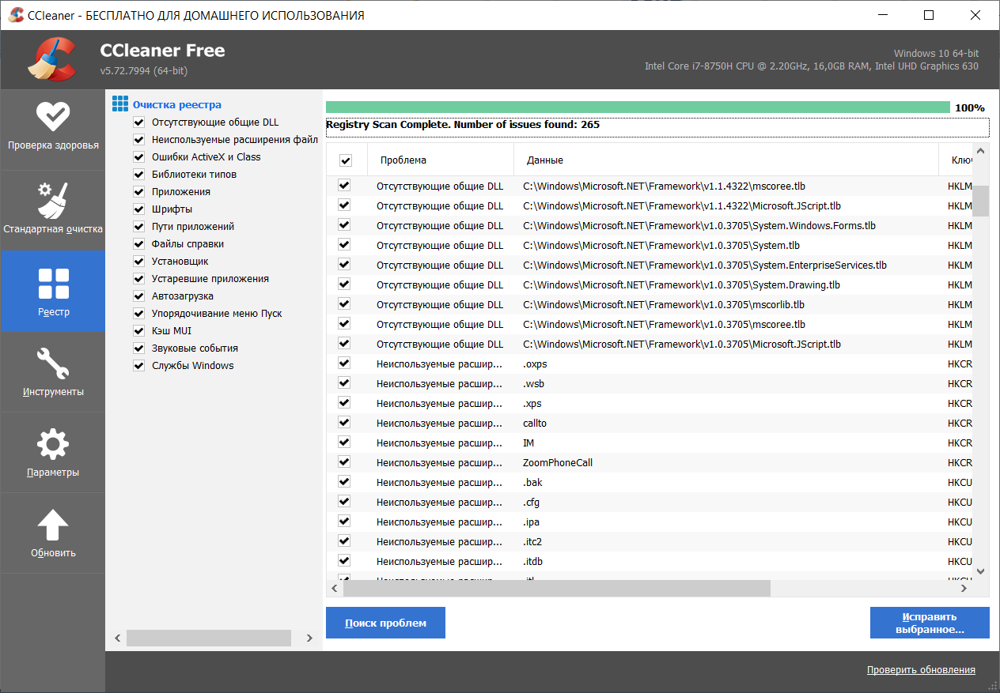 CCleaner - БЕСПЛАТНО ДЛЯ ДОМАШНЕГО ИСПОЛЬЗОВАНИЯ
CCleaner Free
v5.72.7994 (64-bit)
Windows 10 64-bit
Intel Core i7-8750H CPU @ 2.20GHz, 16,0GB RAM, Intel UHD Graphics 630
Проверка здоровья
Стандартная очистка
Реестр
Инструменты
Параметры
Обновить
Очистка реестра
Отсутствующие общие DLL
Неиспользуемые расширения файл
Ошибки ActiveX и Class
Библиотеки типов
Приложения
Шрифты
Пути приложений
Файлы справки
Установщик
Устаревшие приложения
Автозагрузка
Упорядочивание меню Пуск
Кэш MUI
Звуковые события
Службы Windows
100%
Registry Scan Complete. Number of issues found: 265
Проблема Данные Клю
Отсутствующие общие DLL C:\Windows\Microsoft.NET\Framework\v1.1.4322\mscoree.tlb HKLM
Отсутствующие общие DLL C:\Windows\Microsoft.NET\Framework\v1.1.4322\Microsoft.JScript.tlb HKLM
Отсутствующие общие DLL C:\Windows\Microsoft.NET\Framework\v1.0.3705\System.Windows.Forms.tlb HKLM
Отсутствующие общие DLL C:\Windows\Microsoft.NET\Framework\v1.0.3705\System.tlb HKLM
Отсутствующие общие DLL C:\Windows\Microsoft.NET\Framework\v1.0.3705\System.EnterpriseServices.tlb HKLM
Отсутствующие общие DLL C:\Windows\Microsoft.NET\Framework\v1.0.3705\System.Drawing.tlb HKLM
Отсутствующие общие DLL C:\Windows\Microsoft.NET\Framework\v1.0.3705\mscorlib.tlb HKLM
Отсутствующие общие DLL C:\Windows\Microsoft.NET\Framework\v1.0.3705\mscoree.tlb HKLM
Отсутствующие общие DLL C:\Windows\Microsoft.NET\Framework\v1.0.3705\Microsoft.JScript.tlb HKLM
Неиспользуемые расшир... .oxps HKCR
Неиспользуемые расшир... .wsb HKCR
Неиспользуемые расшир... .xps HKCR
Неиспользуемые расшир... callto HKCR
Неиспользуемые расшир... IM HKCR
Неиспользуемые расшир... ZoomPhoneCall HKCR
Неиспользуемые расшир... .bak HKCU
Неиспользуемые расшир... .cfg HKCU
Неиспользуемые расшир... .ipa HKCU
Неиспользуемые расшир... .itc2 HKCU
Неиспользуемые расшир... .itdb HKCU
Поиск проблем
Исправить
выбранное...
Проверить обновления